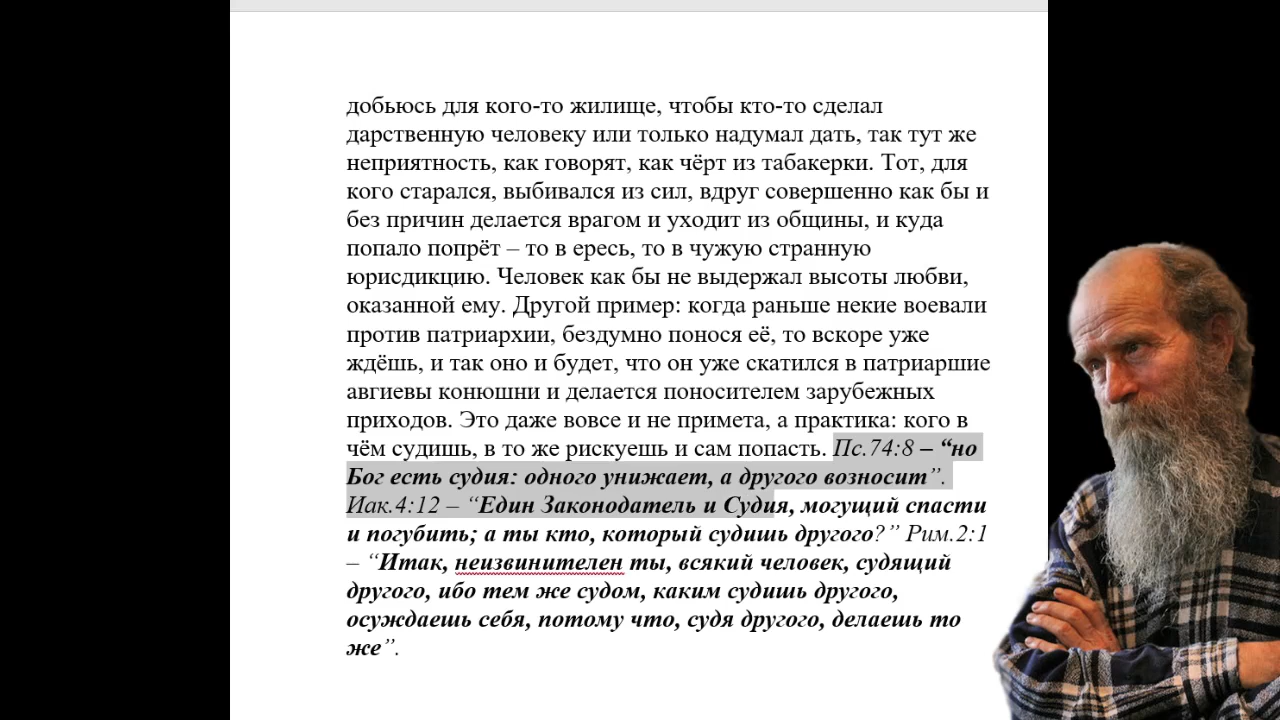 добьюсь для кого-то жилище, чтобы кто-то сделал
дарственную человеку или только надумал дать, так тут же
неприятность, как говорят, как чёрт из табакерки. Тот, для
кого старался, выбивался из сил, вдруг совершенно как бы и
без причин делается врагом и уходит из общины, и куда
попало попрёт – то в ересь, то в чужую странную
юрисдикцию. Человек как бы не выдержал высоты любви,
оказанной ему. Другой пример: когда раньше некие воевали
против патриархии, бездумно понося её, то вскоре уже
ждёшь, и так оно и будет, что он уже скатился в патриаршие
авгиевы конюшни и делается поносителем зарубежных
приходов. Это даже вовсе и не примета, а практика: кого в
чём судишь, в то же рискуешь и сам попасть. Пс.74:8 – “но
Бог есть судия: одного унижает, а другого возносит”.
Иак.4:12 – “Един Законодатель и Судия, могущий спасти
и погубить; а ты кто, который судишь другого?” Рим.2:1
– “Итак, неизвинителен ты, всякий человек, судящий
другого, ибо тем же судом, каким судишь другого,
осуждаешь себя, потому что, судя другого, делаешь то
же”.